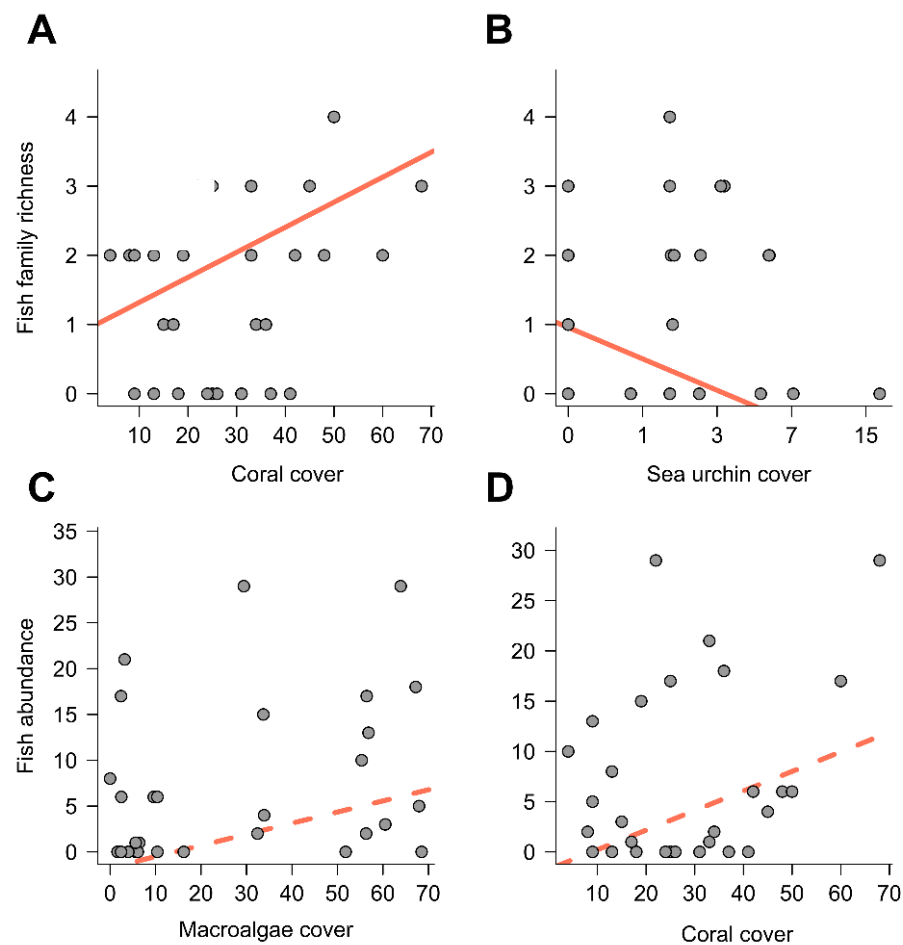 A
B
Fish family richness
4
3
2
1
0
10 20 30 40 50 60 70
Coral cover
4
3
2
1
0
0 1 3 7 15
Sea urchin cover
C
D
Fish abundance
35
30
25
20
15
10
5
0
0 10 20 30 40 50 60 70
Macroalgae cover
30
25
20
15
10
5
0
10 20 30 40 50 60 70
Coral cover